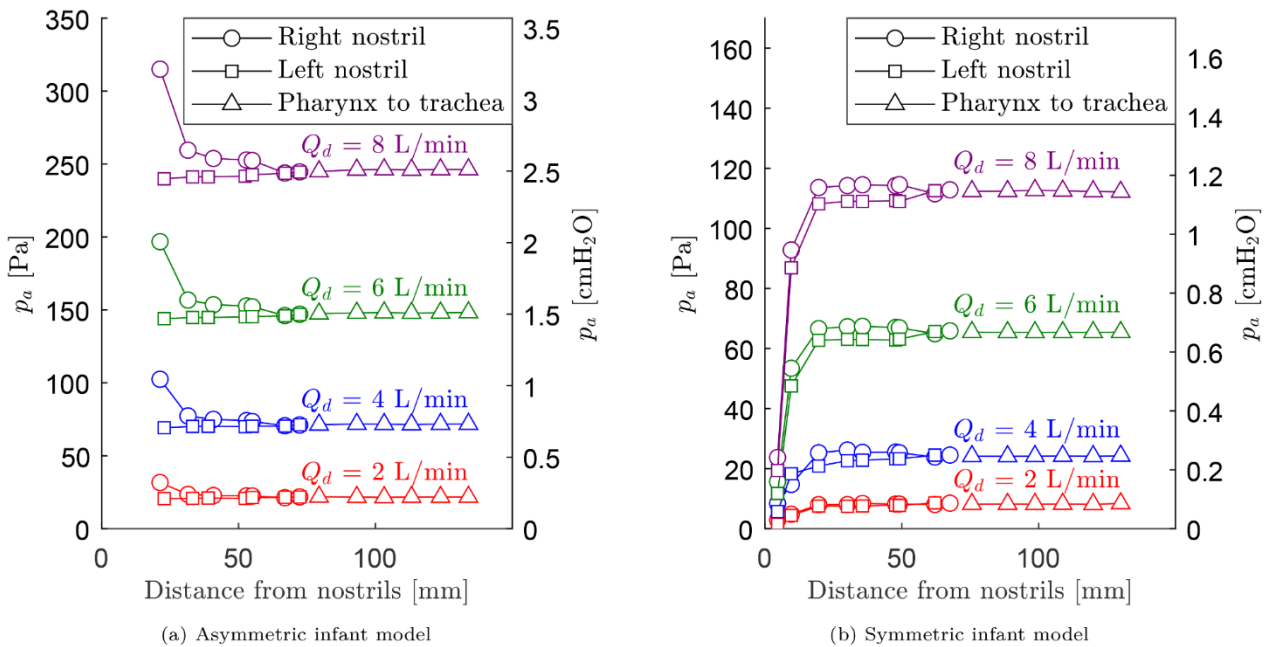 350
300
250
200
150
100
50
0
p_a [Pa]
3.5
3
2.5
2
1.5
1
0.5
0
p_a [cmH₂O]
Right nostril
Left nostril
Pharynx to trachea
Q_d = 8 L/min
Q_d = 6 L/min
Q_d = 4 L/min
Q_d = 2 L/min
0 50 100
Distance from nostrils [mm]
(a) Asymmetric infant model
160
140
120
100
80
60
40
20
0
p_a [Pa]
1.6
1.4
1.2
1
0.8
0.6
0.4
0.2
0
p_a [cmH₂O]
Right nostril
Left nostril
Pharynx to trachea
Q_d = 8 L/min
Q_d = 6 L/min
Q_d = 4 L/min
Q_d = 2 L/min
0 50 100
Distance from nostrils [mm]
(b) Symmetric infant model